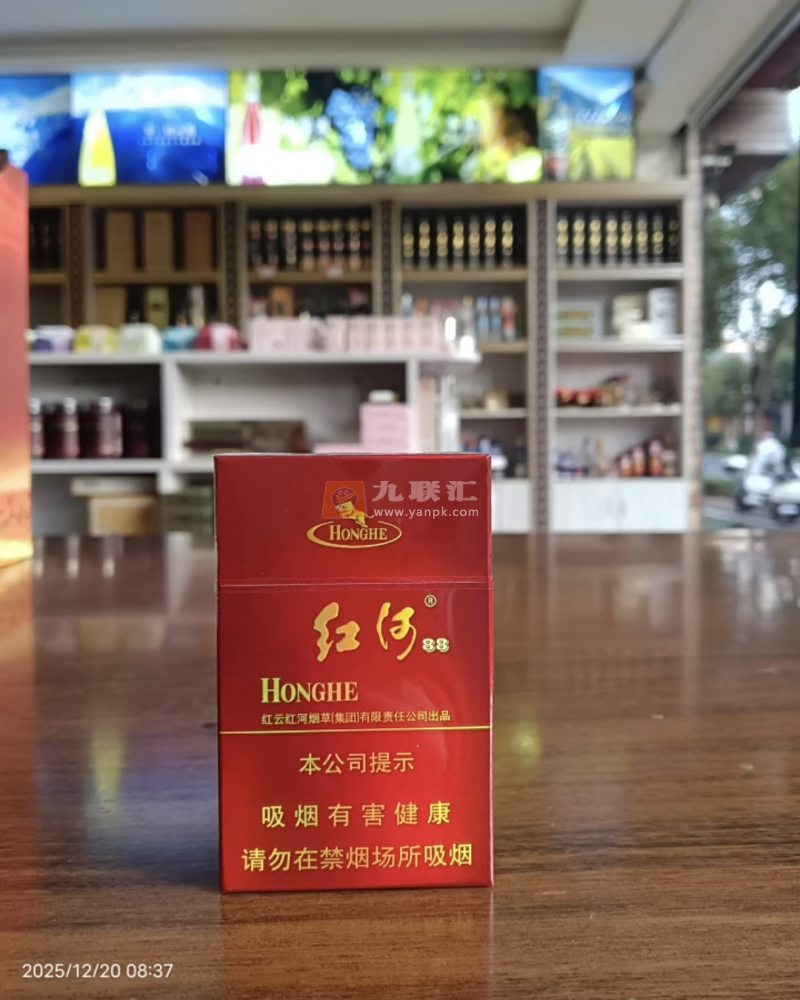 九联汇
www.yanpk.com
HONGHE
红河®
88
HONGHE
红云红河烟草(集团)有限责任公司出品
本公司提示
吸烟有害健康
请勿在禁烟场所吸烟
2025/12/20 08:37